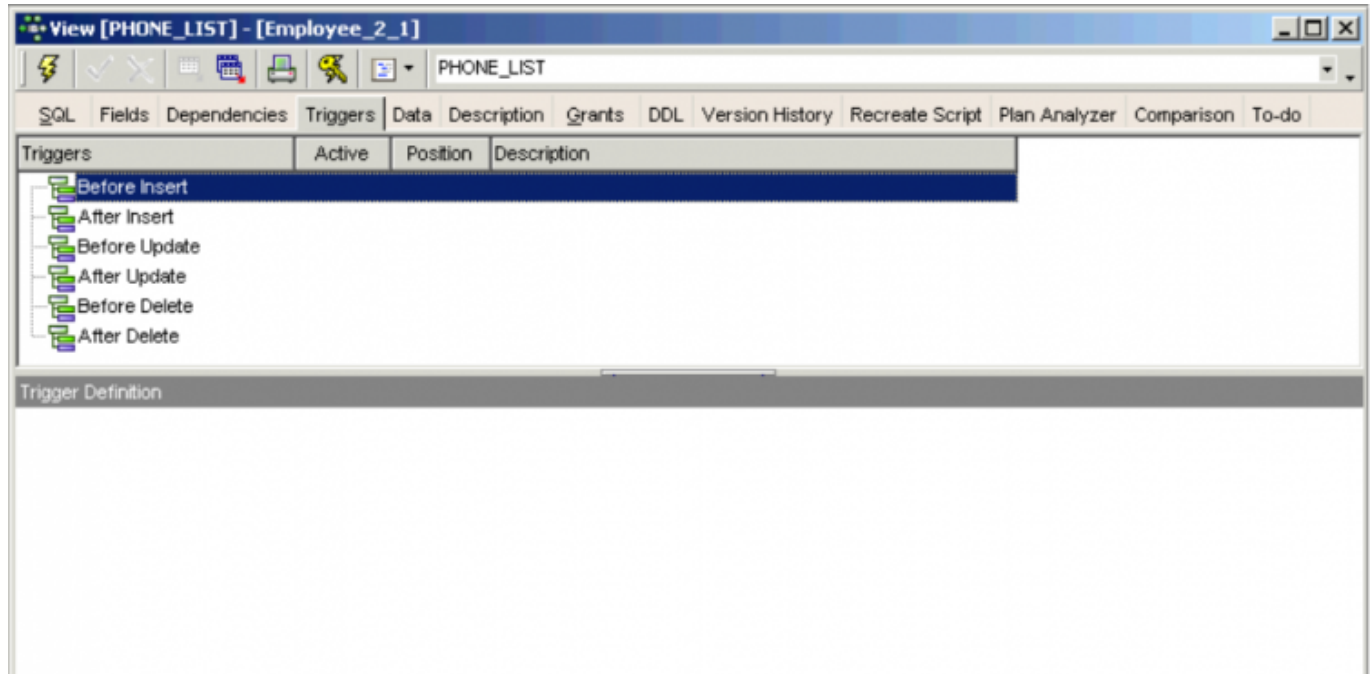 View [PHONE_LIST] - [Employee_2_1]
PHONE_LIST
SQL Fields Dependencies Triggers Data Description Grants DDL Version History Recreate Script Plan Analyzer Comparison To-do
Triggers Active Position Description
Before Insert
After Insert
Before Update
After Update
Before Delete
After Delete
Trigger Definition